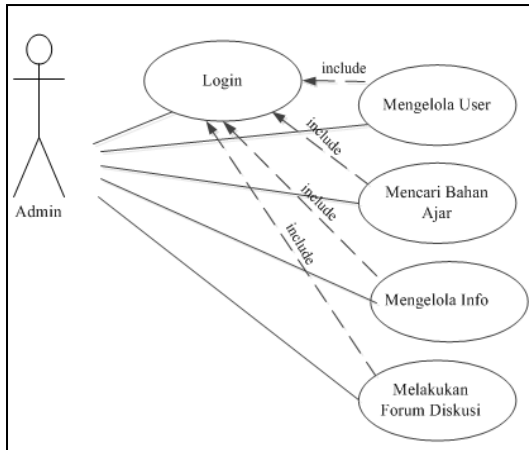 Login
include
Mengelola User
include
Mencari Bahan
Ajar
Admin
include
include
Mengelola Info
Melakukan
Forum Diskusi